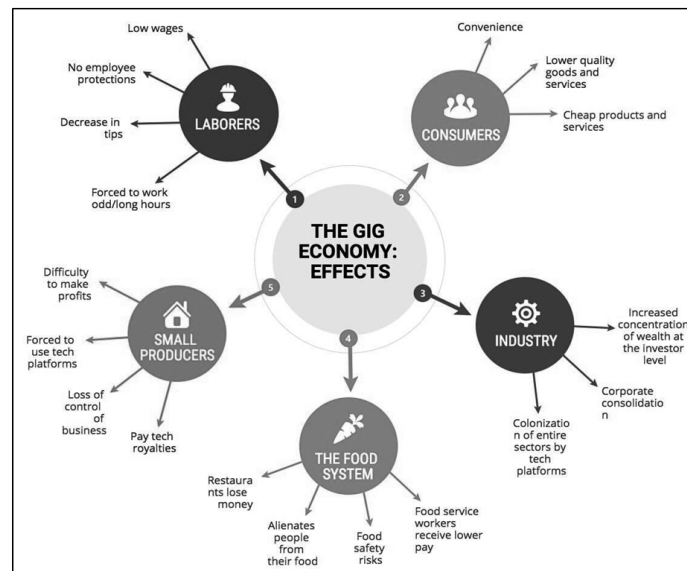 THE GIG
ECONOMY:
EFFECTS
1
LABORERS
Low wages
No employee
protections
Decrease in
tips
Forced to work
odd/long hours
2
CONSUMERS
Convenience
Lower quality
goods and
services
Cheap products and
services
3
INDUSTRY
Increased
concentration
of wealth at
the investor
level
Corporate
consolidatio
n
Colonizatio
n of entire
sectors by
tech
platforms
4
THE FOOD
SYSTEM
Restaura
nts lose
money
Alienates
people
from
their food
Food
safety
risks
Food service
workers
receive lower
pay
5
SMALL
PRODUCERS
Difficulty
to make
profits
Forced to
use tech
platforms
Loss of
control
of
business
Pay tech
royalties